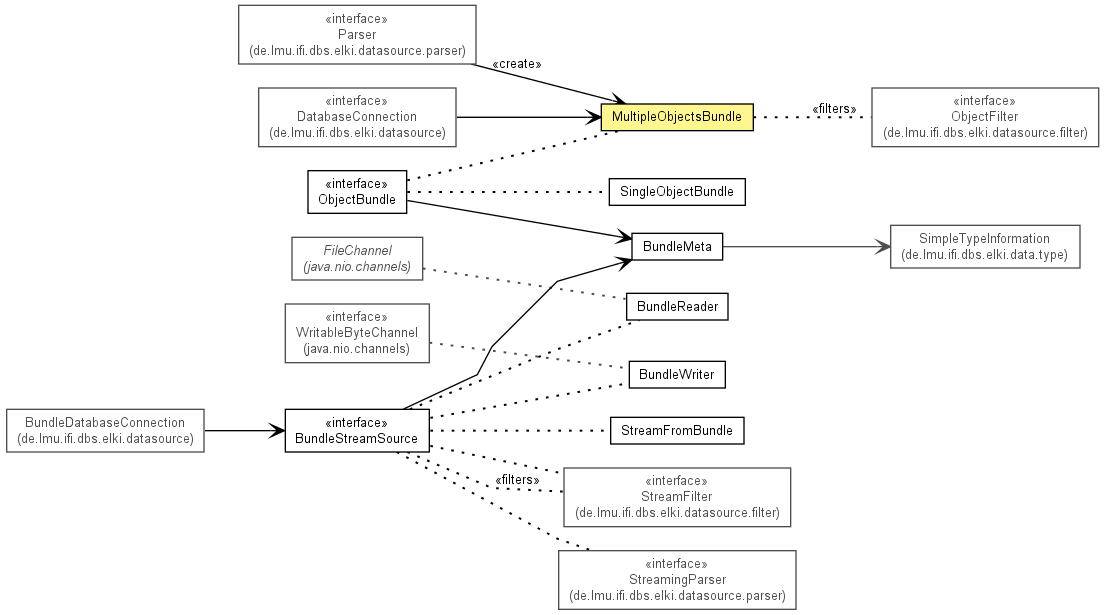 «interface»
Parser
(de.lmu.ifi.dbs.elki.datasource.parser)
«create»
«interface»
DatabaseConnection
(de.lmu.ifi.dbs.elki.datasource)
MultipleObjectsBundle
«filters»
«interface»
ObjectFilter
(de.lmu.ifi.dbs.elki.datasource.filter)
«interface»
ObjectBundle
SingleObjectBundle
BundleMeta
SimpleTypeInformation
(de.lmu.ifi.dbs.elki.data.type)
FileChannel
(java.nio.channels)
BundleReader
«interface»
WritableByteChannel
(java.nio.channels)
BundleWriter
BundleDatabaseConnection
(de.lmu.ifi.dbs.elki.datasource)
«interface»
BundleStreamSource
StreamFromBundle
«filters»
«interface»
StreamFilter
(de.lmu.ifi.dbs.elki.datasource.filter)
«interface»
StreamingParser
(de.lmu.ifi.dbs.elki.datasource.parser)